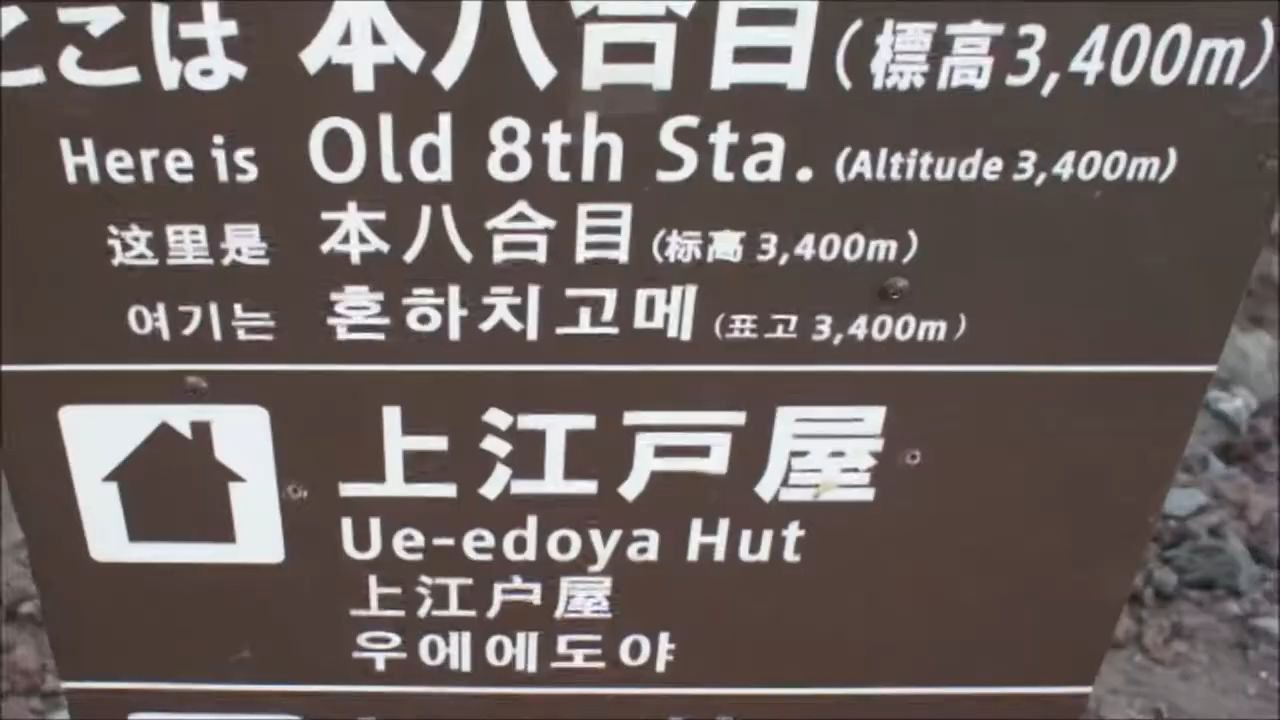 ここは 本八合目(標高3,400m)
Here is Old 8th Sta. (Altitude 3,400m)
这里是 本八合目 (标高 3,400m)
여기는 혼하치고메 (표고 3,400m)
上江戸屋
Ue-edoya Hut
上江户屋
우에에도야